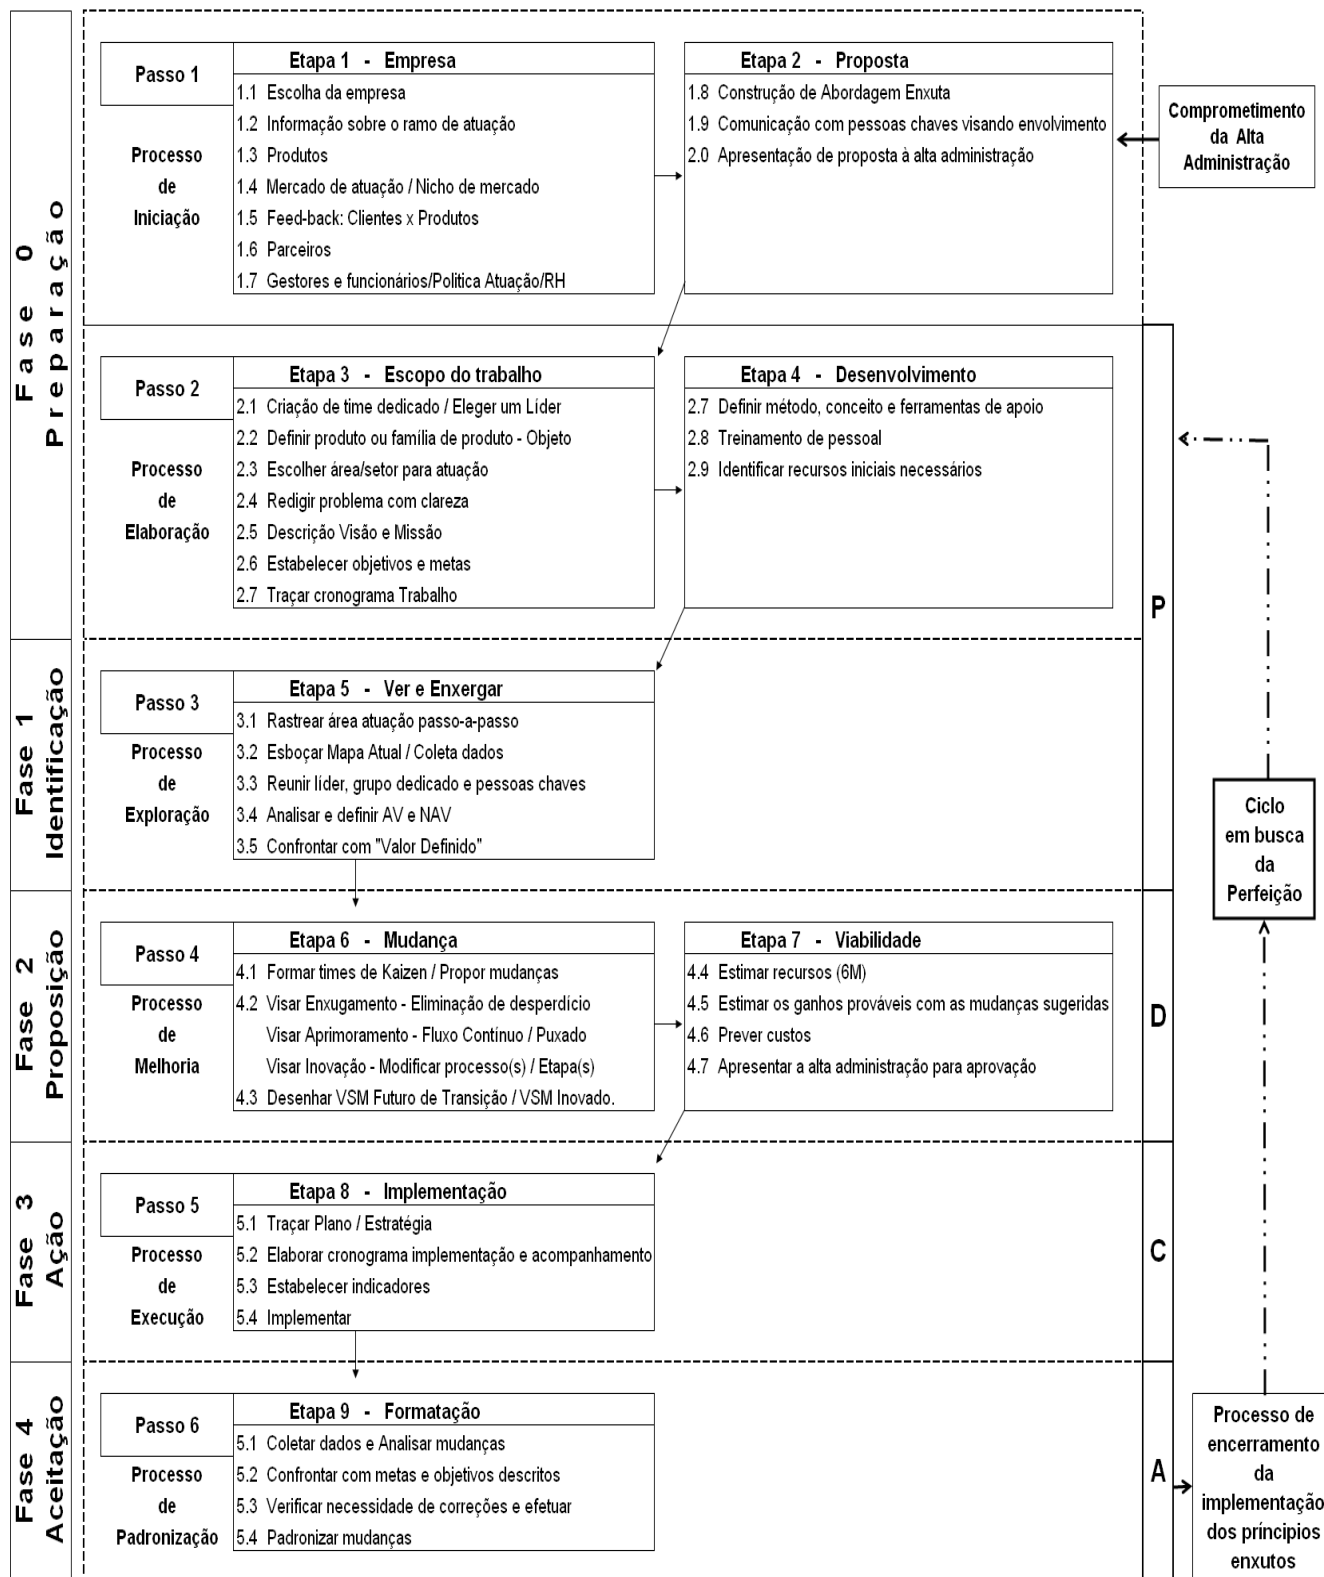 Fase 0
Preparação
Passo 1
Processo
de
Iniciação
Etapa 1 - Empresa
1.1 Escolha da empresa
1.2 Informação sobre o ramo de atuação
1.3 Produtos
1.4 Mercado de atuação / Nicho de mercado
1.5 Feed-back: Clientes x Produtos
1.6 Parceiros
1.7 Gestores e funcionários/Politica Atuação/RH
Etapa 2 - Proposta
1.8 Construção de Abordagem Enxuta
1.9 Comunicação com pessoas chaves visando envolvimento
2.0 Apresentação de proposta à alta administração
Comprometimento
da Alta
Administração
Passo 2
Processo
de
Elaboração
Etapa 3 - Escopo do trabalho
2.1 Criação de time dedicado / Eleger um Líder
2.2 Definir produto ou família de produto - Objeto
2.3 Escolher área/setor para atuação
2.4 Redigir problema com clareza
2.5 Descrição Visão e Missão
2.6 Estabelecer objetivos e metas
2.7 Traçar cronograma Trabalho
Etapa 4 - Desenvolvimento
2.7 Definir método, conceito e ferramentas de apoio
2.8 Treinamento de pessoal
2.9 Identificar recursos iniciais necessários
P
Fase 1
Identificação
Passo 3
Processo
de
Exploração
Etapa 5 - Ver e Enxergar
3.1 Rastrear área atuação passo-a-passo
3.2 Esboçar Mapa Atual / Coleta dados
3.3 Reunir líder, grupo dedicado e pessoas chaves
3.4 Analisar e definir AV e NAV
3.5 Confrontar com "Valor Definido"
Ciclo
em busca
da
Perfeição
Fase 2
Proposição
Passo 4
Processo
de
Melhoria
Etapa 6 - Mudança
4.1 Formar times de Kaizen / Propor mudanças
4.2 Visar Enxugamento - Eliminação de desperdício
Visar Aprimoramento - Fluxo Contínuo / Puxado
Visar Inovação - Modificar processo(s) / Etapa(s)
4.3 Desenhar VSM Futuro de Transição / VSM Inovado.
Etapa 7 - Viabilidade
4.4 Estimar recursos (6M)
4.5 Estimar os ganhos prováveis com as mudanças sugeridas
4.6 Prever custos
4.7 Apresentar a alta administração para aprovação
D
Fase 3
Ação
Passo 5
Processo
de
Execução
Etapa 8 - Implementação
5.1 Traçar Plano / Estratégia
5.2 Elaborar cronograma implementação e acompanhamento
5.3 Estabelecer indicadores
5.4 Implementar
C
Fase 4
Aceitação
Passo 6
Processo
de
Padronização
Etapa 9 - Formatação
5.1 Coletar dados e Analisar mudanças
5.2 Confrontar com metas e objetivos descritos
5.3 Verificar necessidade de correções e efetuar
5.4 Padronizar mudanças
A
Processo de
encerramento
da
implementação
dos príncipios
enxutos